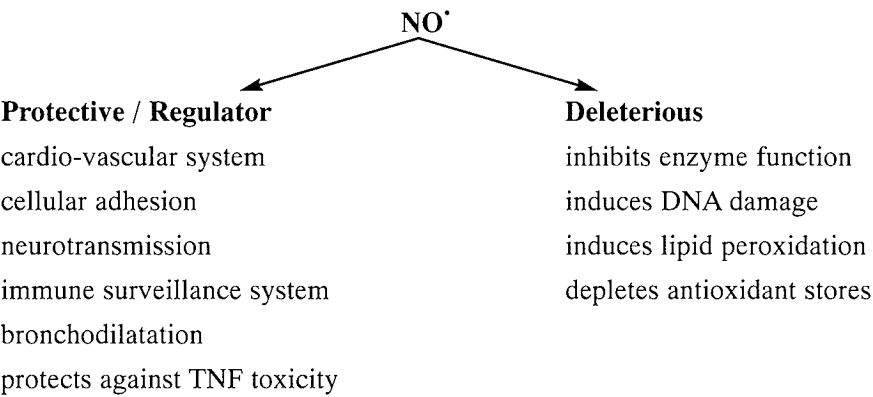 NO•
Protective / Regulator
cardio-vascular system
cellular adhesion
neurotransmission
immune surveillance system
bronchodilatation
protects against TNF toxicity
Deleterious
inhibits enzyme function
induces DNA damage
induces lipid peroxidation
depletes antioxidant stores